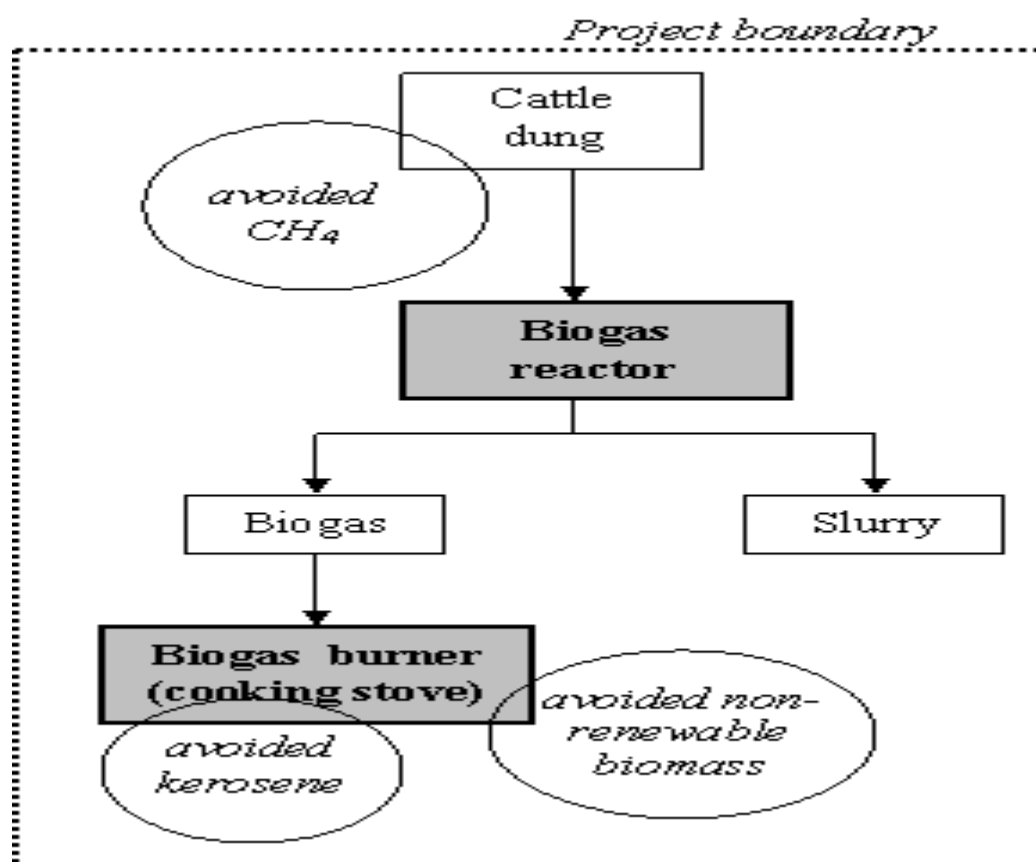 Project boundary
Cattle
dung
avoided
CH₄
Biogas
reactor
Biogas
Slurry
Biogas burner
(cooking stove)
avoided non-
renewable
biomass
avoided
kerosene